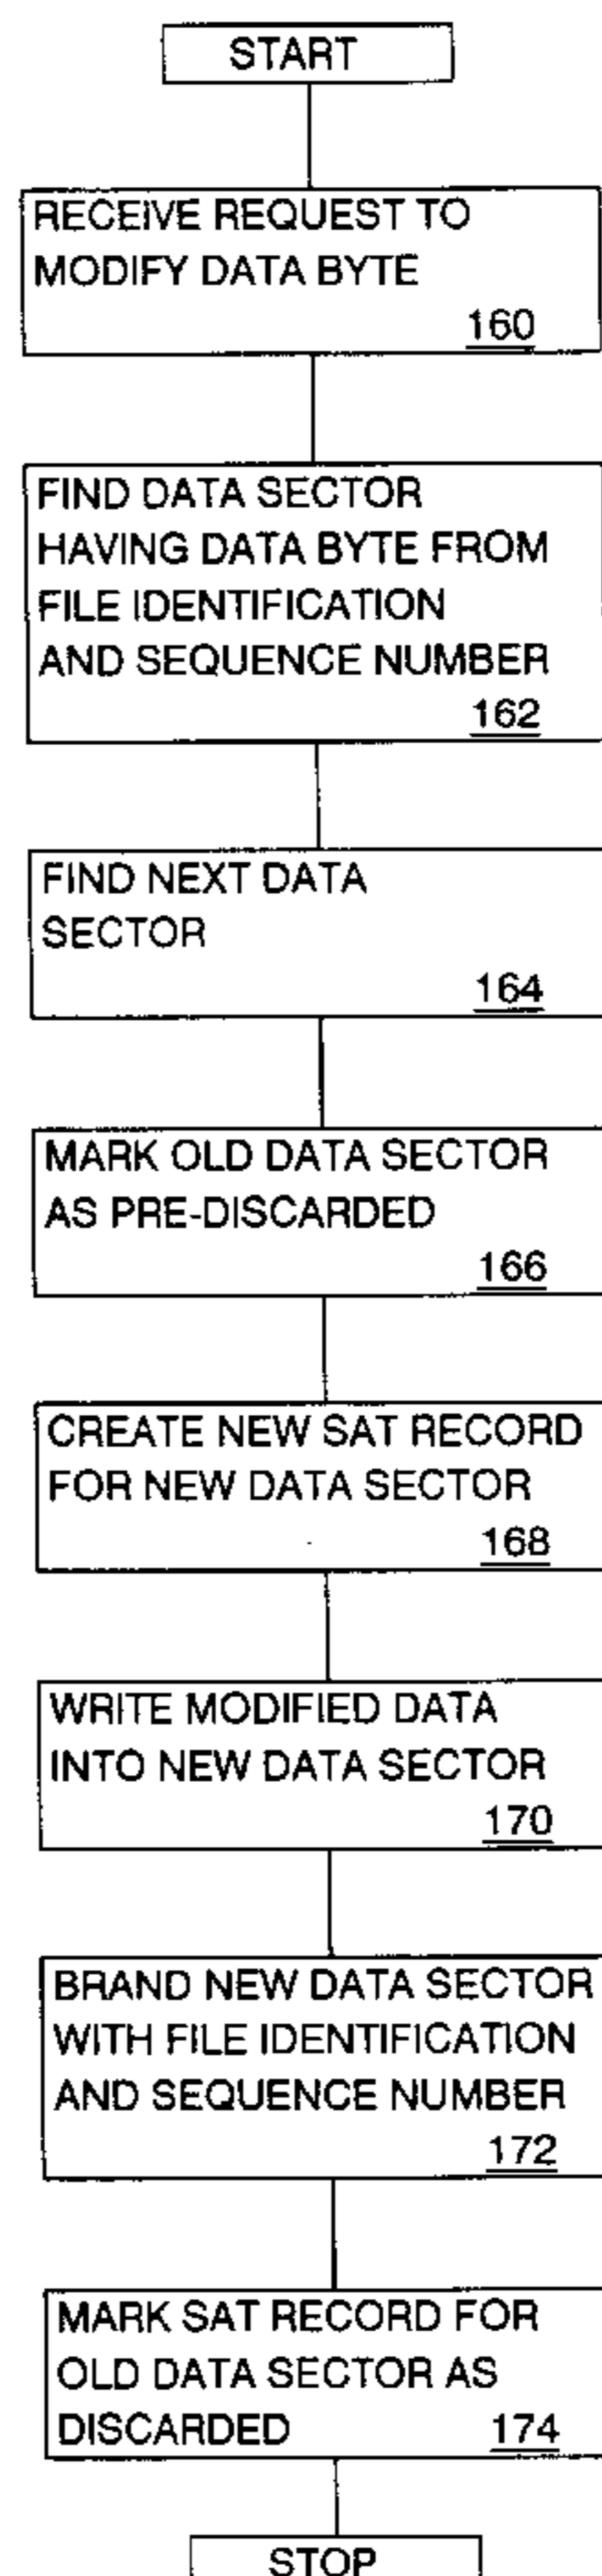 START
RECEIVE REQUEST TO
MODIFY DATA BYTE
160
FIND DATA SECTOR
HAVING DATA BYTE FROM
FILE IDENTIFICATION
AND SEQUENCE NUMBER
162
FIND NEXT DATA
SECTOR
164
MARK OLD DATA SECTOR
AS PRE-DISCARDED
166
CREATE NEW SAT RECORD
FOR NEW DATA SECTOR
168
WRITE MODIFIED DATA
INTO NEW DATA SECTOR
170
BRAND NEW DATA SECTOR
WITH FILE IDENTIFICATION
AND SEQUENCE NUMBER
172
MARK SAT RECORD FOR
OLD DATA SECTOR AS
DISCARDED 174
STOP